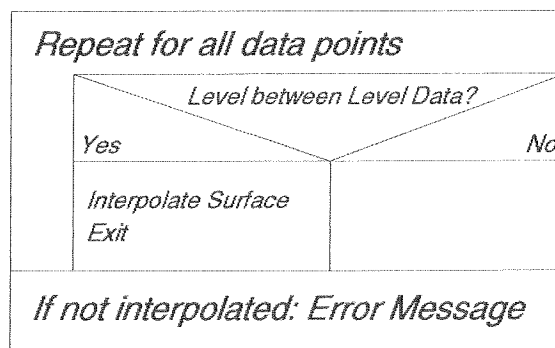 Repeat for all data points
Level between Level Data?
Yes
No
Interpolate Surface
Exit
If not interpolated: Error Message